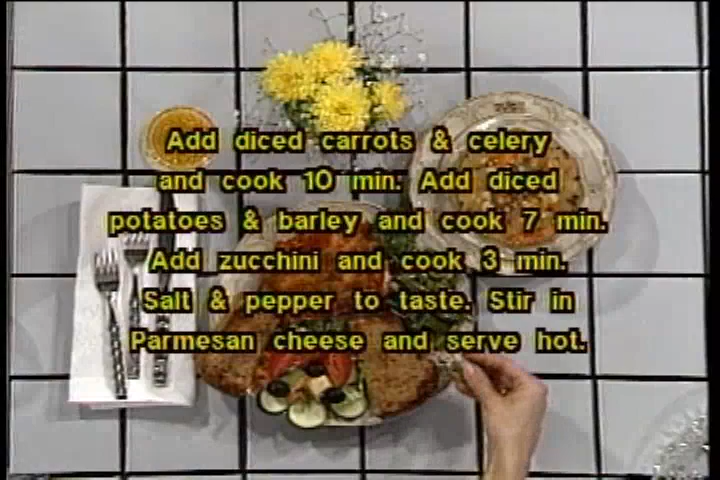 Add diced carrots & celery
and cook 10 min. Add diced
potatoes & barley and cook 7 min.
Add zucchini and cook 3 min.
Salt & pepper to taste. Stir in
Parmesan cheese and serve hot.